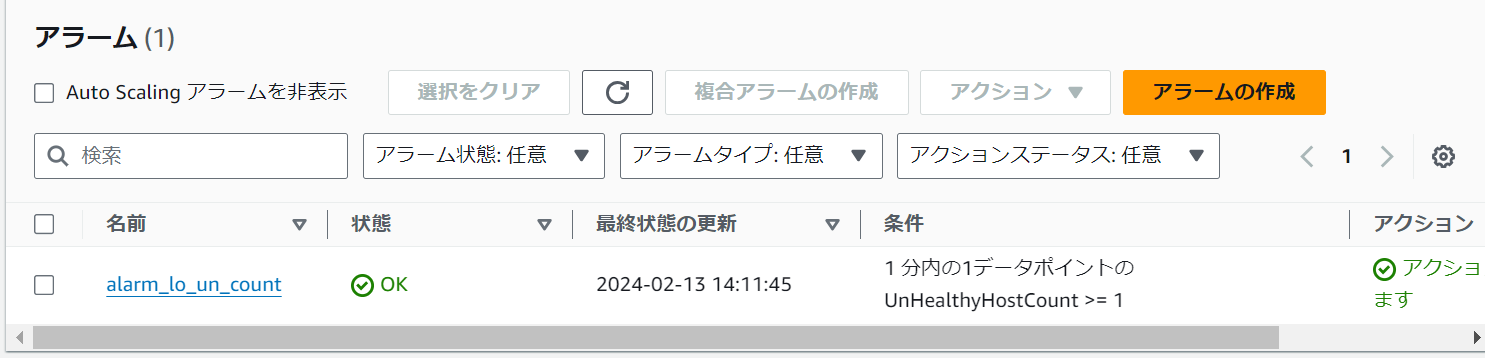 アラーム (1)
Auto Scaling アラームを非表示
選択をクリア
複合アラームの作成
アクション
アラームの作成
検索
アラーム状態: 任意
アラームタイプ: 任意
アクションステータス: 任意
1
名前
状態
最終状態の更新
条件
アクション
alarm_lo_un_count
OK
2024-02-13 14:11:45
1 分内の1データポイントの
UnHealthyHostCount >= 1
アクショ
ます